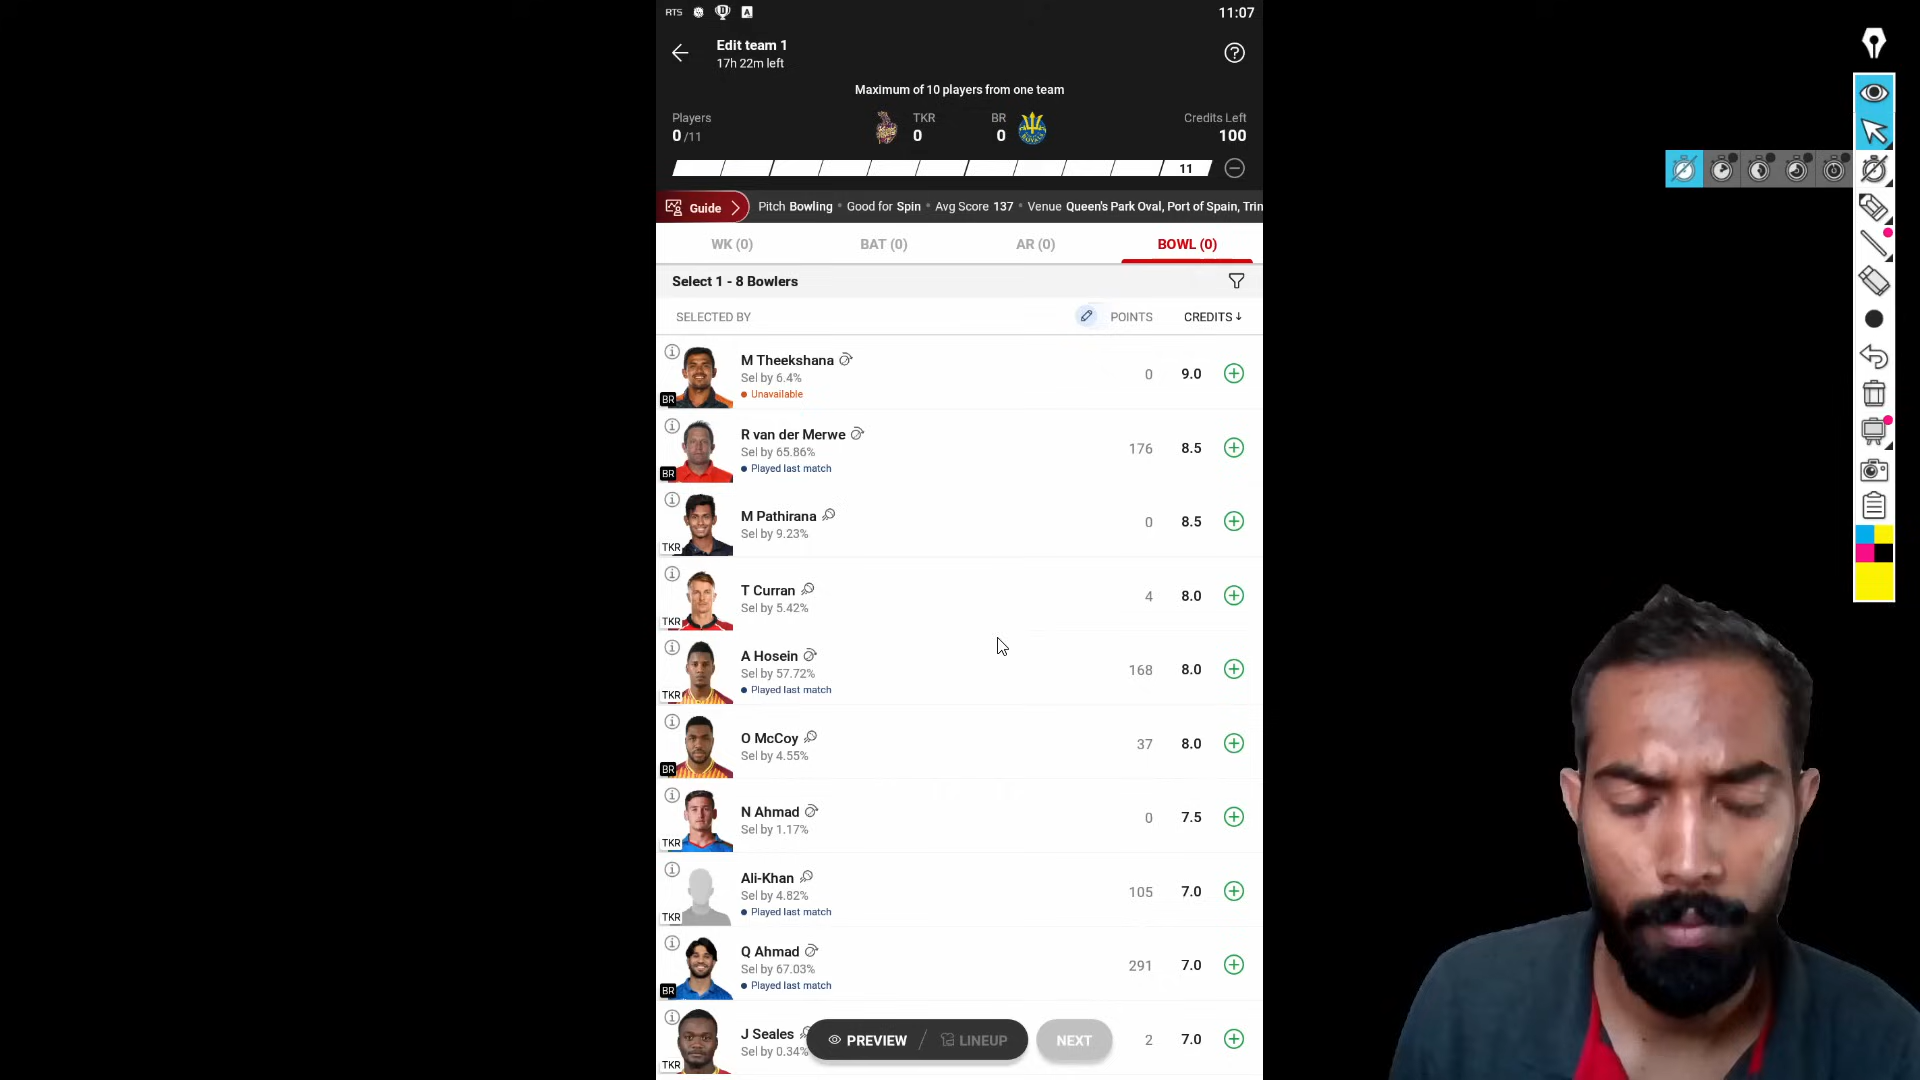 RTS
11:07
Edit team 1
17h 22m left
Maximum of 10 players from one team
Players
0 /11
TKR
0
BR
0
Credits Left
100
11
Guide
Pitch Bowling • Good for Spin • Avg Score 137 • Venue Queen's Park Oval, Port of Spain, Trin
WK (0)
BAT (0)
AR (0)
BOWL (0)
Select 1 - 8 Bowlers
SELECTED BY
POINTS
CREDITS↓
M Theekshana
Sel by 6.4%
• Unavailable
BR
0
9.0
R van der Merwe
Sel by 65.86%
• Played last match
BR
176
8.5
M Pathirana
Sel by 9.23%
TKR
0
8.5
T Curran
Sel by 5.42%
TKR
4
8.0
A Hosein
Sel by 57.72%
• Played last match
TKR
168
8.0
O McCoy
Sel by 4.55%
BR
37
8.0
N Ahmad
Sel by 1.17%
TKR
0
7.5
Ali-Khan
Sel by 4.82%
• Played last match
TKR
105
7.0
Q Ahmad
Sel by 67.03%
• Played last match
BR
291
7.0
J Seales
Sel by 0.34%
TKR
2
7.0
PREVIEW / LINEUP
NEXT